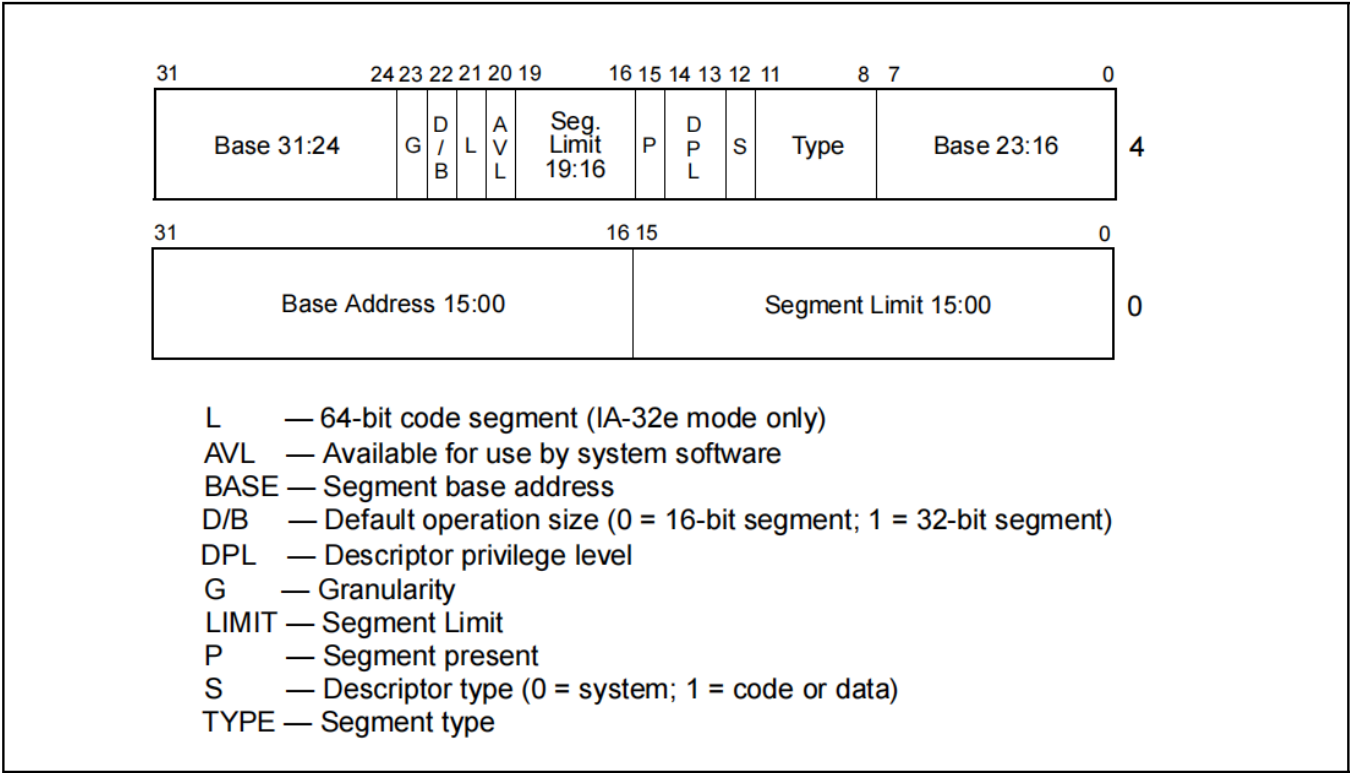 31 24 23 22 21 20 19 16 15 14 13 12 11 8 7 0
Base 31:24 G D/B L AVL Seg. Limit 19:16 P DPL S Type Base 23:16 4
31 16 15 0
Base Address 15:00 Segment Limit 15:00 0
L — 64-bit code segment (IA-32e mode only)
AVL — Available for use by system software
BASE — Segment base address
D/B — Default operation size (0 = 16-bit segment; 1 = 32-bit segment)
DPL — Descriptor privilege level
G — Granularity
LIMIT — Segment Limit
P — Segment present
S — Descriptor type (0 = system; 1 = code or data)
TYPE — Segment type